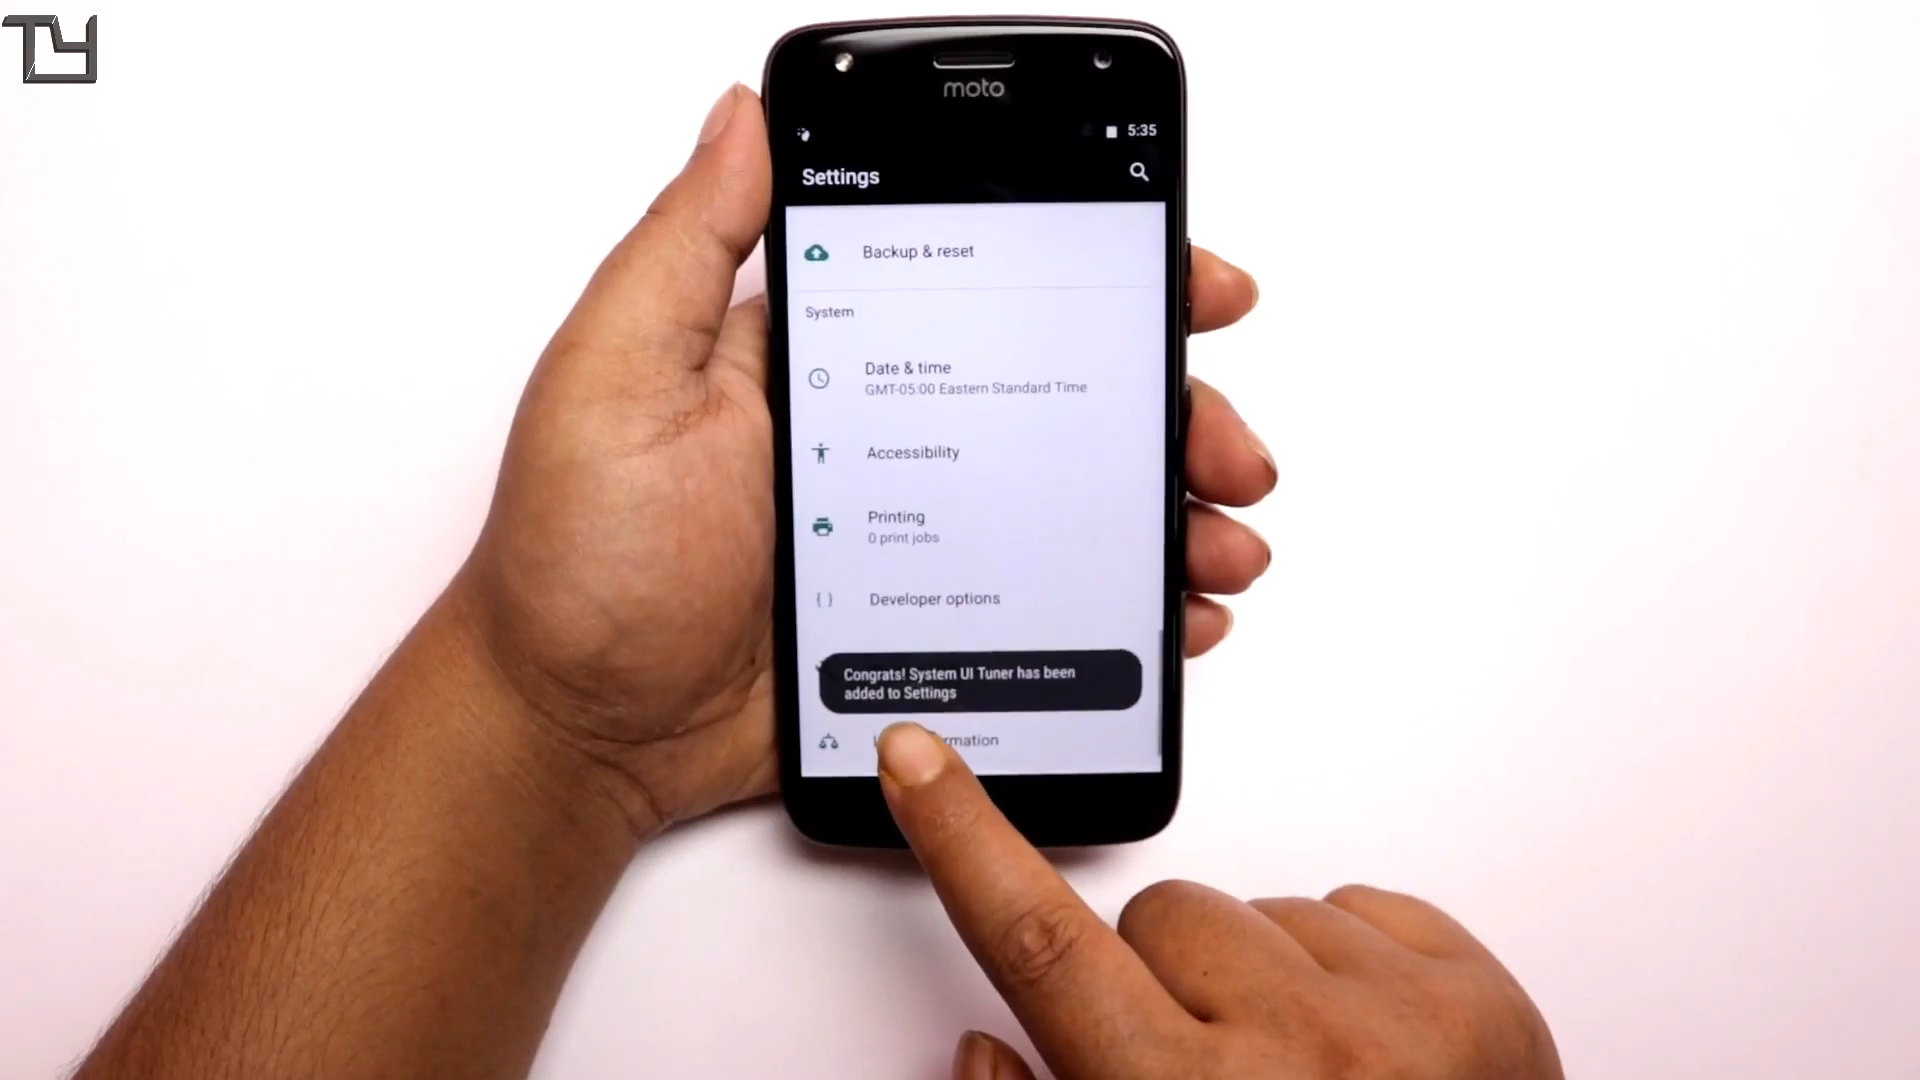 TY
moto
5:35
Settings
Backup & reset
System
Date & time
GMT-05:00 Eastern Standard Time
Accessibility
Printing
0 print jobs
{ } Developer options
Congrats! System UI Tuner has been
added to Settings